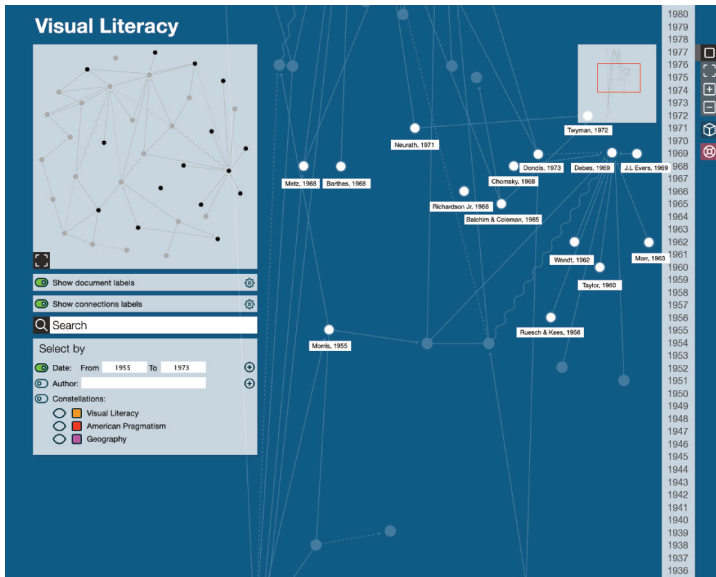 Visual Literacy
Show document labels
Show connections labels
Search
Select by
Date: From 1955 To 1973
Author:
Constellations:
Visual Literacy
American Pragmatism
Geography
Twyman, 1972
Neurath, 1971
Metz, 1968
Barthes, 1968
Chomsky, 1968
Dondis, 1973
Debes, 1969
J.L Evers, 1969
Richardson Jr, 1966
Balchim & Coleman, 1965
Wendt, 1962
Marr, 1963
Taylor, 1960
Ruesch & Kees, 1956
Morris, 1955
1980
1979
1978
1977
1976
1975
1974
1973
1972
1971
1970
1969
1968
1967
1966
1965
1964
1963
1962
1961
1960
1959
1958
1957
1956
1955
1954
1953
1952
1951
1950
1949
1948
1947
1946
1945
1944
1943
1942
1941
1940
1939
1938
1937
1936